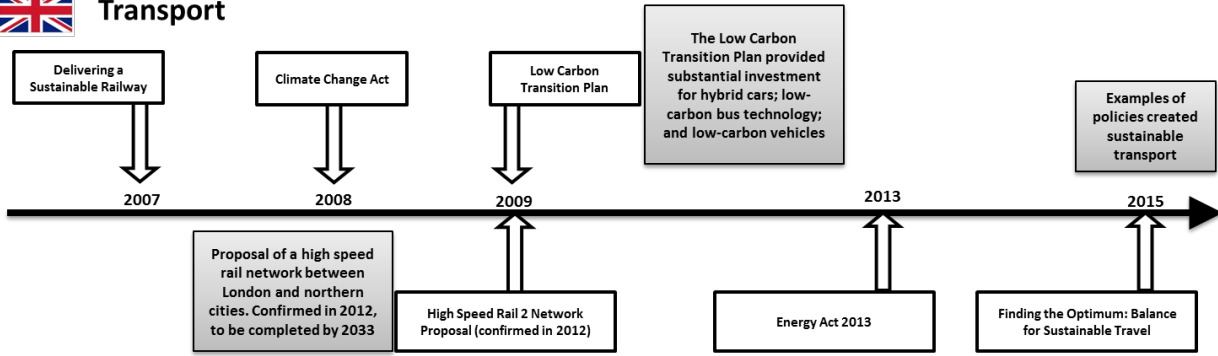 Transport
Delivering a
Sustainable Railway
Climate Change Act
Low Carbon
Transition Plan
The Low Carbon
Transition Plan provided
substantial investment
for hybrid cars; low-
carbon bus technology;
and low-carbon vehicles
Examples of
policies created
sustainable
transport
2007
2008
2009
2013
2015
Proposal of a high speed
rail network between
London and northern
cities. Confirmed in 2012,
to be completed by 2033
High Speed Rail 2 Network
Proposal (confirmed in 2012)
Energy Act 2013
Finding the Optimum: Balance
for Sustainable Travel